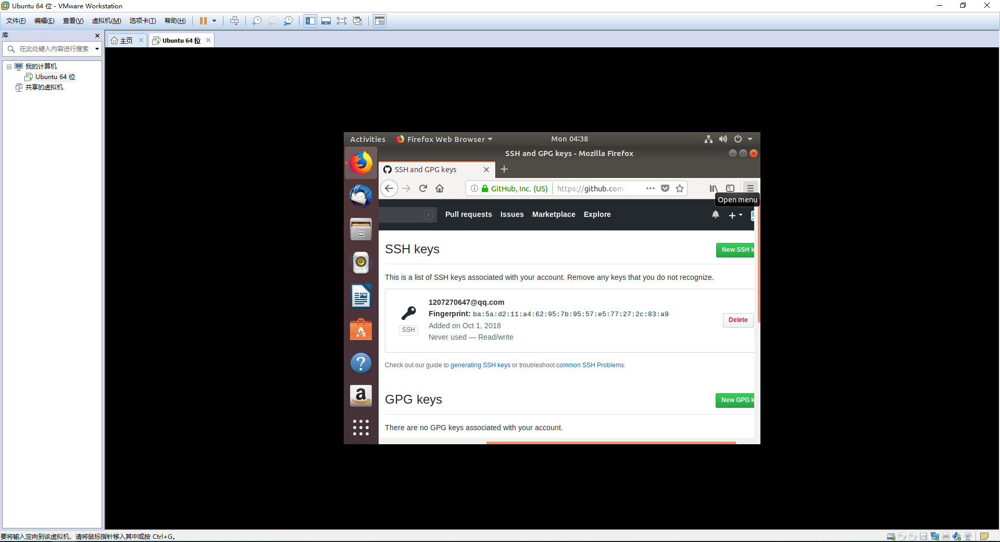 Ubuntu 64 位 - VMware Workstation
文件(F) 编辑(E) 查看(V) 虚拟机(M) 选项卡(T) 帮助(H)
库
主页
Ubuntu 64 位
在此处键入内容进行搜索
我的计算机
Ubuntu 64 位
共享的虚拟机
Activities Firefox Web Browser Mon 04:38
SSH and GPG keys - Mozilla Firefox
SSH and GPG keys
GitHub, Inc. (US) https://github.com/
Open menu
/ Pull requests Issues Marketplace Explore
SSH keys
New SSH k
This is a list of SSH keys associated with your account. Remove any keys that you do not recognize.
1207270647@qq.com
Fingerprint: ba:5a:d2:11:a4:62:95:7b:95:57:e5:77:27:2c:83:a9
Delete
SSH
Added on Oct 1, 2018
Never used — Read/write
Check out our guide to generating SSH keys or troubleshoot common SSH Problems.
GPG keys
New GPG k
There are no GPG keys associated with your account.
要将输入定向到该虚拟机，请将鼠标指针移入其中或按 Ctrl+G。